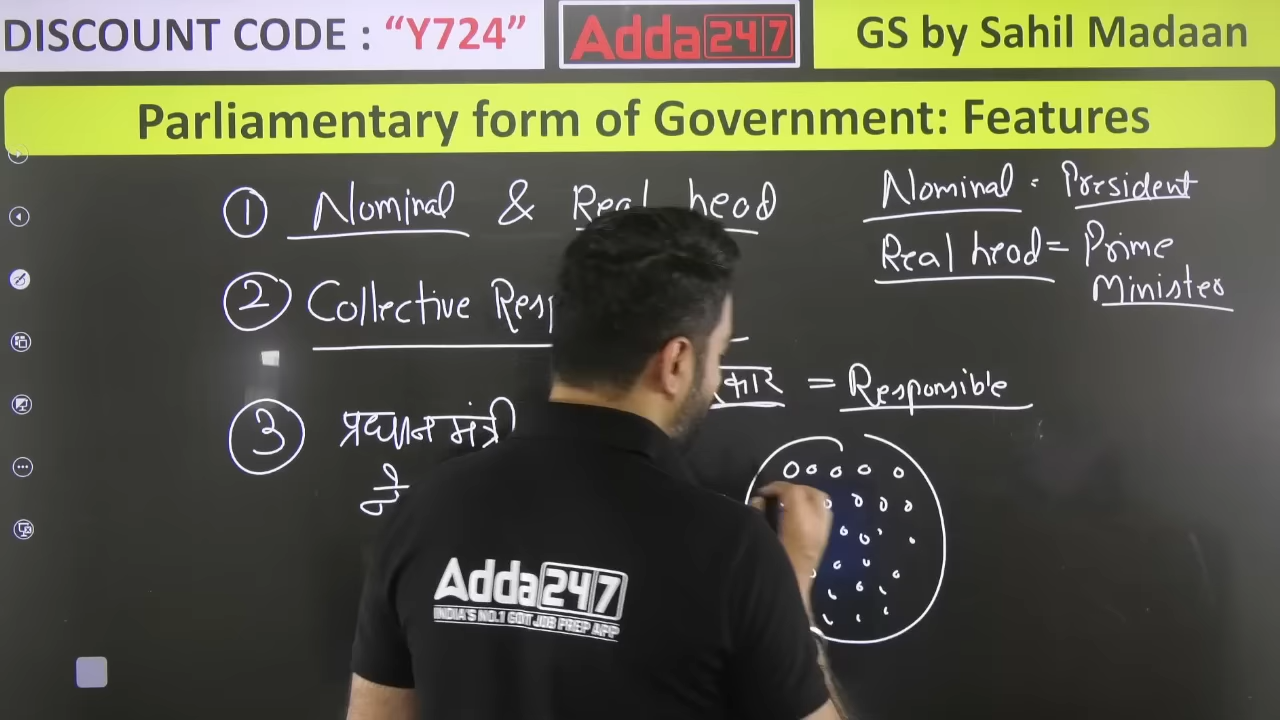 DISCOUNT CODE : “Y724”
Adda247
GS by Sahil Madaan
Parliamentary form of Government: Features
① Nominal & Real head
Nominal = President
Real head = Prime
Minister
② Collective
= Responsible
③ प्रधान मंत्री
Adda247
INDIA'S NO.1 GOVT JOB PREP APP